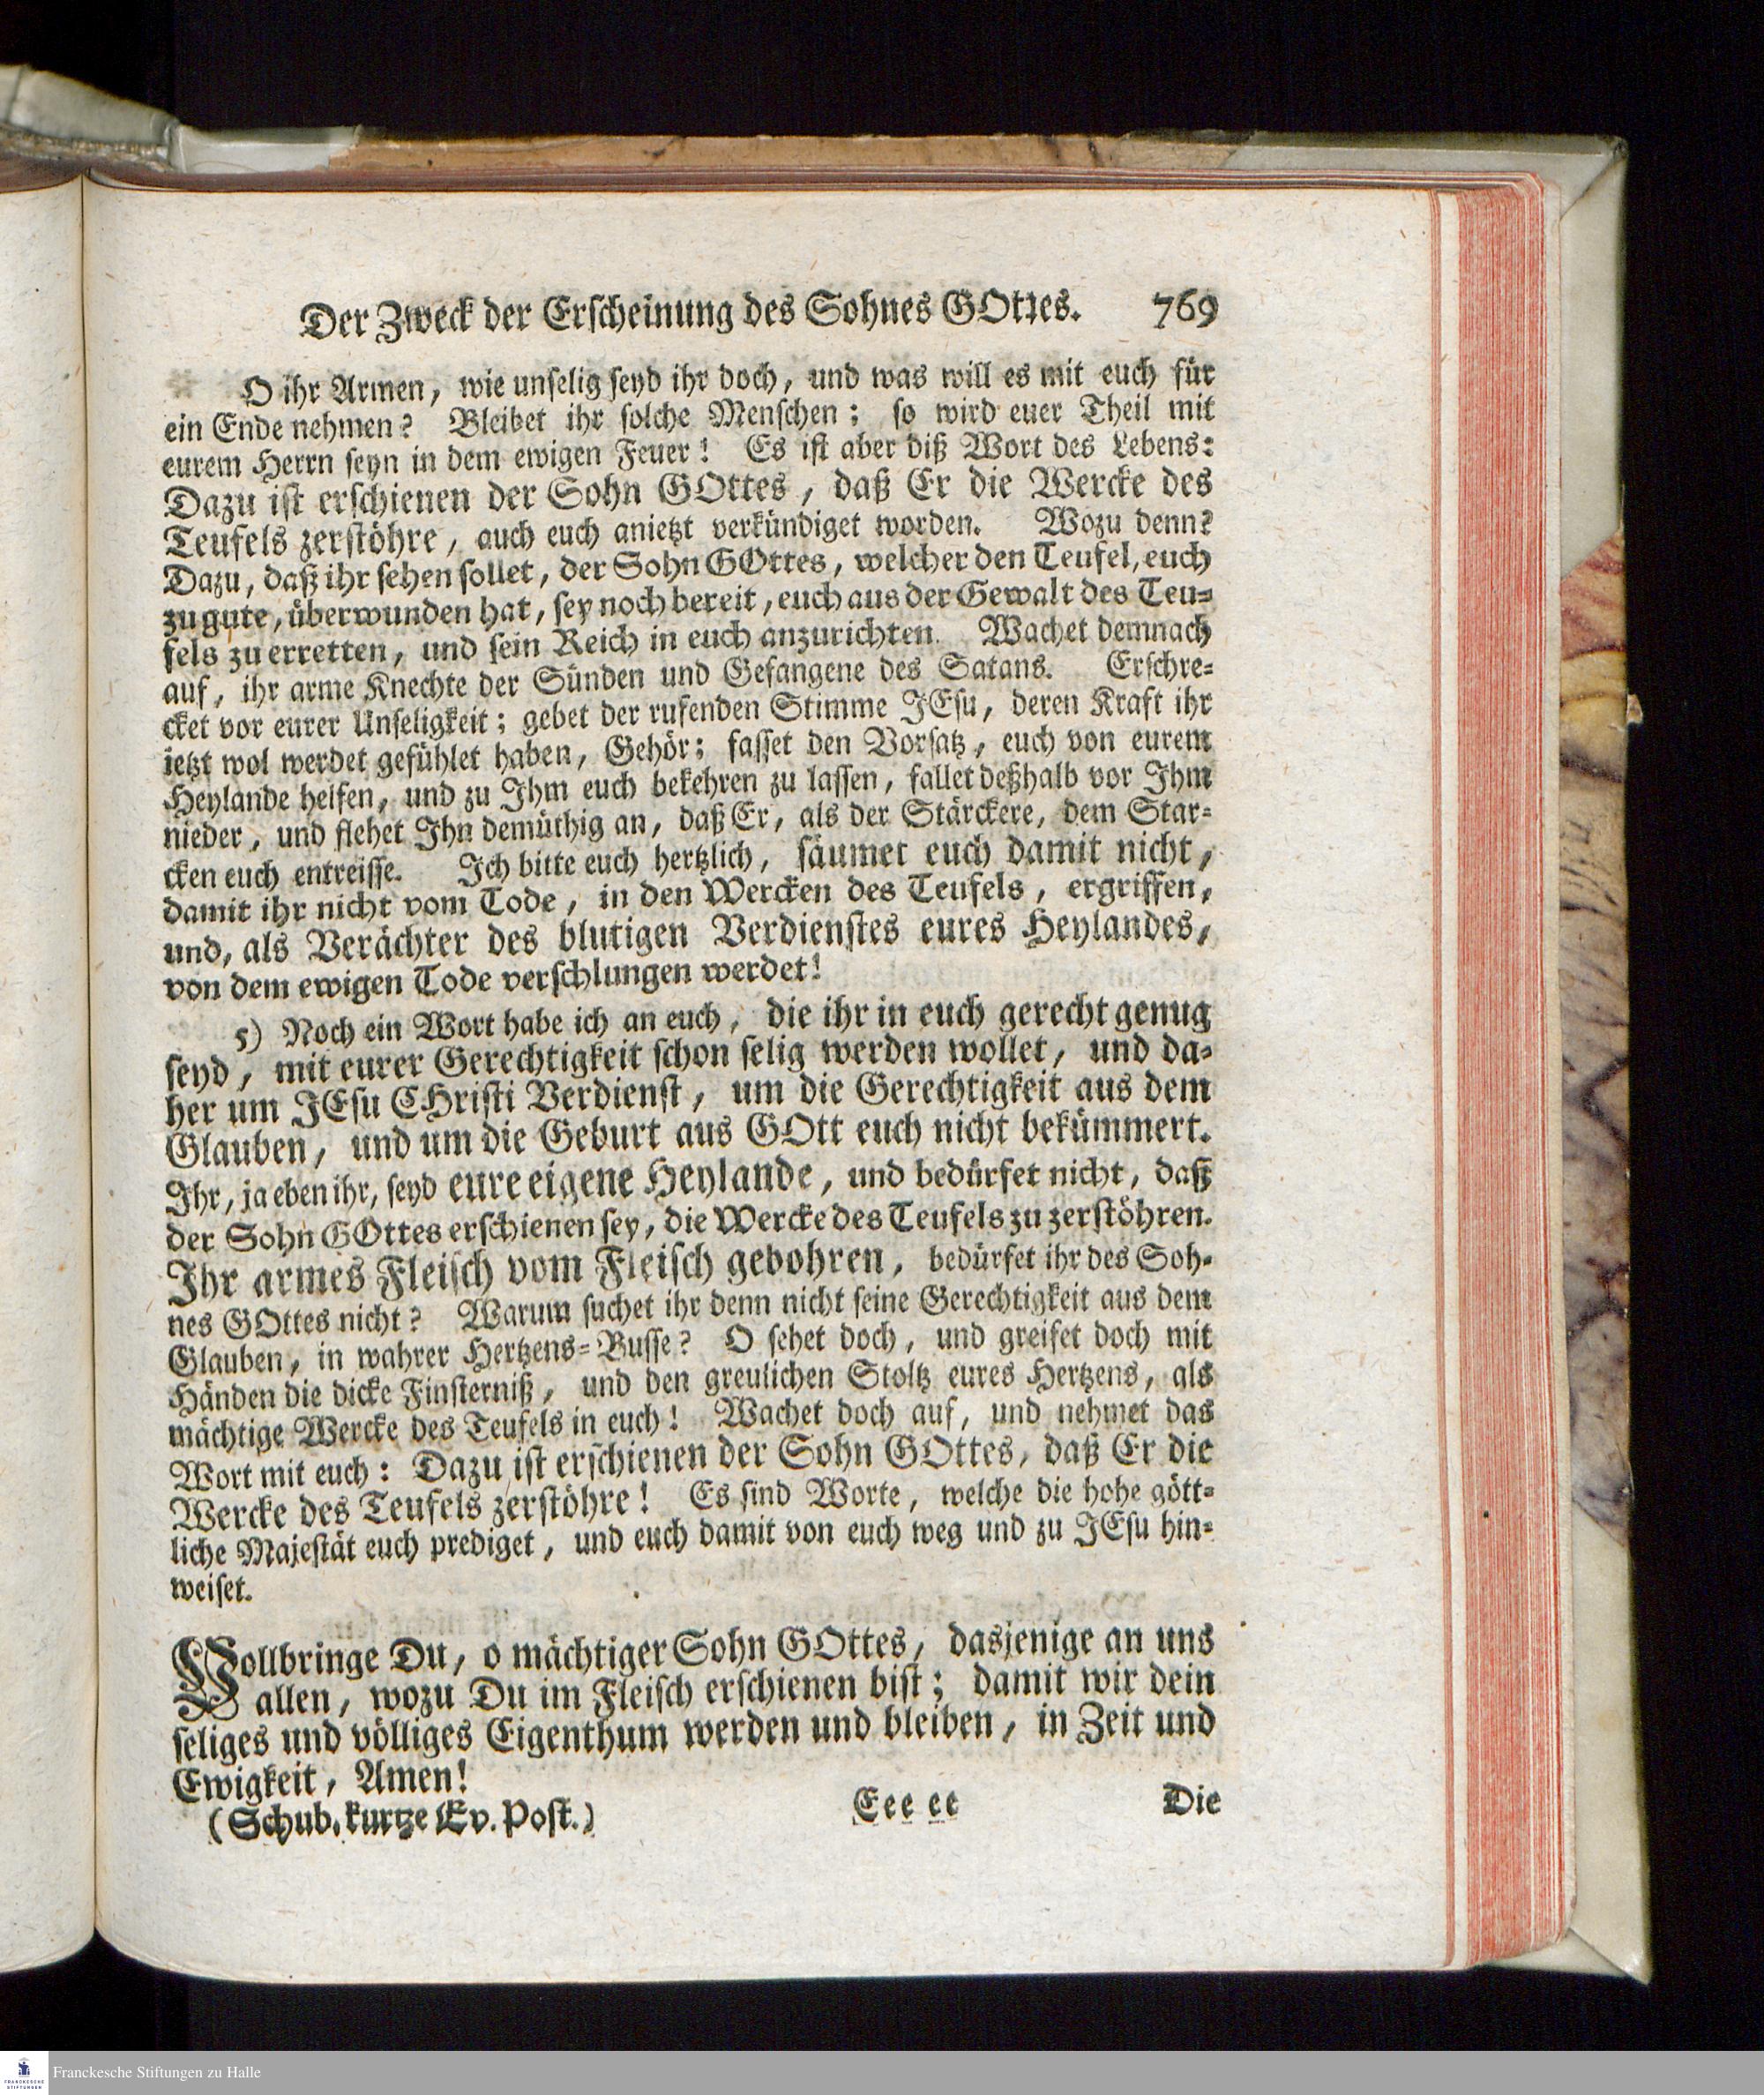 Der Zweck der Erscheinung des Sohnes GOttes. 769
O ihr Armen, wie unselig seyd ihr doch, und was will es mit euch für
ein Ende nehmen? Bleibet ihr solche Menschen; so wird euer Theil mit
eurem Herrn seyn in dem ewigen Feuer! Es ist aber diß Wort des Lebens:
Dazu ist erschienen der Sohn GOttes, daß Er die Wercke des
Teufels zerstöhre, auch euch anietzt verkündiget worden. Wozu denn?
Dazu, daß ihr sehen sollet, der Sohn GOttes, welcher den Teufel, euch
zu gute, überwunden hat, sey noch bereit, euch aus der Gewalt des Teu-
fels zu erretten, und sein Reich in euch anzurichten. Wachet demnach
auf, ihr arme Knechte der Sünden und Gefangene des Satans. Erschre-
cket vor eurer Unseligkeit; gebet der rufenden Stimme JEsu, deren Kraft ihr
ietzt wol werdet gefühlet haben, Gehör; fasset den Vorsatz, euch von eurem
Heylande helfen, und zu Ihm euch bekehren zu lassen, fallet deßhalb vor Ihm
nieder, und flehet Ihn demüthig an, daß Er, als der Stärckere, dem Star-
cken euch entreisse. Ich bitte euch hertzlich, säumet euch damit nicht,
damit ihr nicht vom Tode, in den Wercken des Teufels, ergriffen,
und, als Verächter des blutigen Verdienstes eures Heylandes,
von dem ewigen Tode verschlungen werdet!
5) Noch ein Wort habe ich an euch, die ihr in euch gerecht genug
seyd, mit eurer Gerechtigkeit schon selig werden wollet, und da-
her um JEsu CHristi Verdienst, um die Gerechtigkeit aus dem
Glauben, und um die Geburt aus GOtt euch nicht bekümmert.
Ihr, ja eben ihr, seyd eure eigene Heylande, und bedürfet nicht, daß
der Sohn GOttes erschienen sey, die Wercke des Teufels zu zerstöhren.
Ihr armes Fleisch vom Fleisch gebohren, bedürfet ihr des Soh-
nes GOttes nicht? Warum suchet ihr denn nicht seine Gerechtigkeit aus dem
Glauben, in wahrer Hertzens-Busse? O sehet doch, und greifet doch mit
Händen die dicke Finsterniß, und den greulichen Stoltz eures Hertzens, als
mächtige Wercke des Teufels in euch! Wachet doch auf, und nehmet das
Wort mit euch: Dazu ist erschienen der Sohn GOttes, daß Er die
Wercke des Teufels zerstöhre! Es sind Worte, welche die hohe gött-
liche Majestät euch prediget, und euch damit von euch weg und zu JEsu hin-
weiset.
Vollbringe Du, o mächtiger Sohn GOttes, dasjenige an uns
allen, wozu Du im Fleisch erschienen bist; damit wir dein
seliges und völliges Eigenthum werden und bleiben, in Zeit und
Ewigkeit, Amen!
(Schub. kurtze Ev. Post.) Eee ee Die
FRANCKESCHE
STIFTUNGEN
Franckesche Stiftungen zu Halle